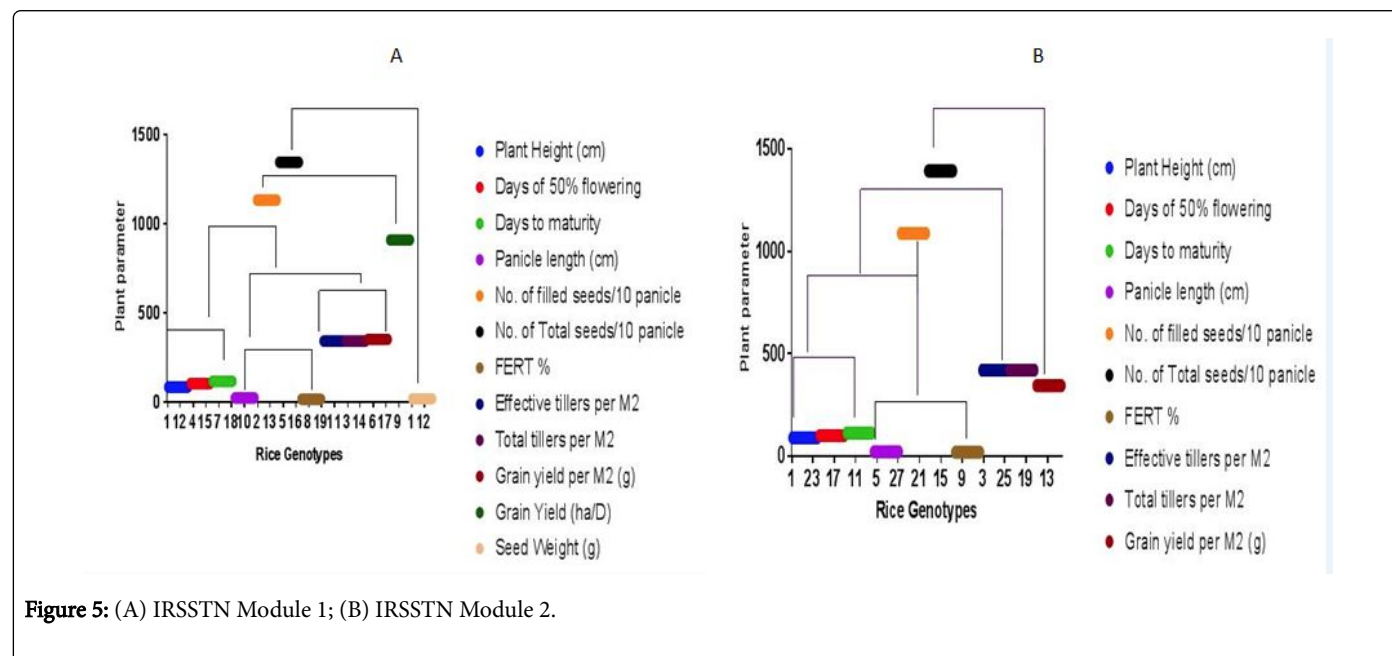 A
1500
1000
500
0
Plant parameter
1 12 4 15 7 18 10 2 13 5 16 8 19 11 3 14 6 17 9 1 12
Rice Genotypes
Plant Height (cm)
Days of 50% flowering
Days to maturity
Panicle length (cm)
No. of filled seeds/10 panicle
No. of Total seeds/10 panicle
FERT %
Effective tillers per M2
Total tillers per M2
Grain yield per M2 (g)
Grain Yield (ha/D)
Seed Weight (g)
B
1500
1000
500
0
Plant parameter
1 23 17 11 5 27 21 15 9 3 25 19 13
Rice Genotypes
Plant Height (cm)
Days of 50% flowering
Days to maturity
Panicle length (cm)
No. of filled seeds/10 panicle
No. of Total seeds/10 panicle
FERT %
Effective tillers per M2
Total tillers per M2
Grain yield per M2 (g)
Figure 5: (A) IRSSTN Module 1; (B) IRSSTN Module 2.